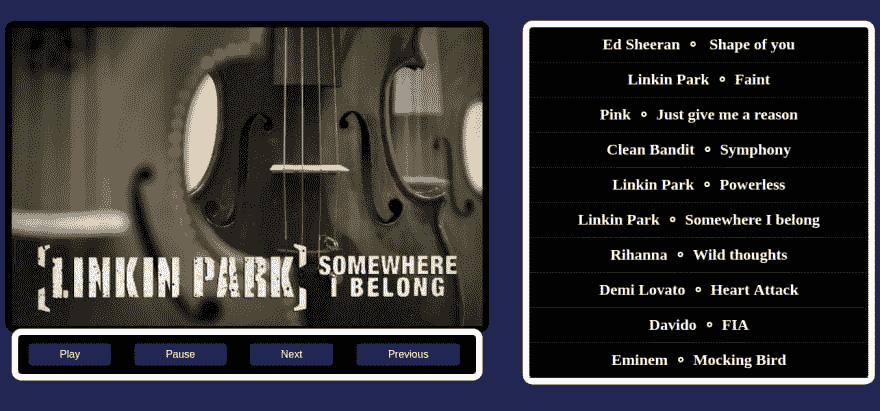 LINKIN PARK SOMEWHERE
I BELONG
Play Pause Next Previous
Ed Sheeran ⚬ Shape of you
Linkin Park ⚬ Faint
Pink ⚬ Just give me a reason
Clean Bandit ⚬ Symphony
Linkin Park ⚬ Powerless
Linkin Park ⚬ Somewhere I belong
Rihanna ⚬ Wild thoughts
Demi Lovato ⚬ Heart Attack
Davido ⚬ FIA
Eminem ⚬ Mocking Bird